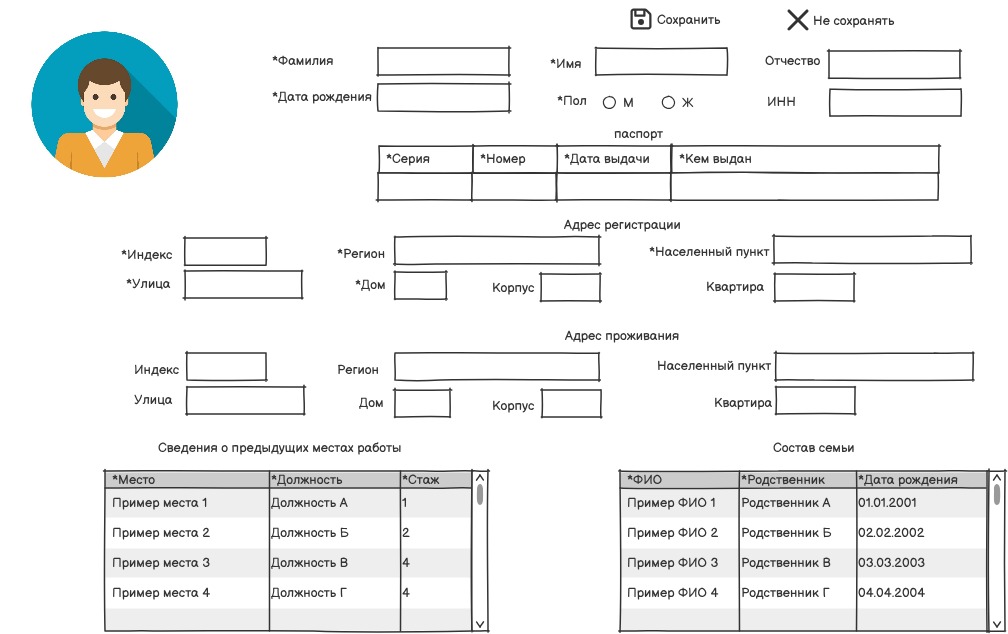 Сохранить Не сохранять
*Фамилия *Имя Отчество
*Дата рождения *Пол М Ж ИНН
паспорт
*Серия *Номер *Дата выдачи *Кем выдан
Адрес регистрации
*Индекс *Регион *Населенный пункт
*Улица *Дом Корпус Квартира
Адрес проживания
Индекс Регион Населенный пункт
Улица Дом Корпус Квартира
Сведения о предыдущих местах работы
*Место *Должность *Стаж
Пример места 1 Должность А 1
Пример места 2 Должность Б 2
Пример места 3 Должность В 4
Пример места 4 Должность Г 4
Состав семьи
*ФИО *Родственник *Дата рождения
Пример ФИО 1 Родственник А 01.01.2001
Пример ФИО 2 Родственник Б 02.02.2002
Пример ФИО 3 Родственник В 03.03.2003
Пример ФИО 4 Родственник Г 04.04.2004